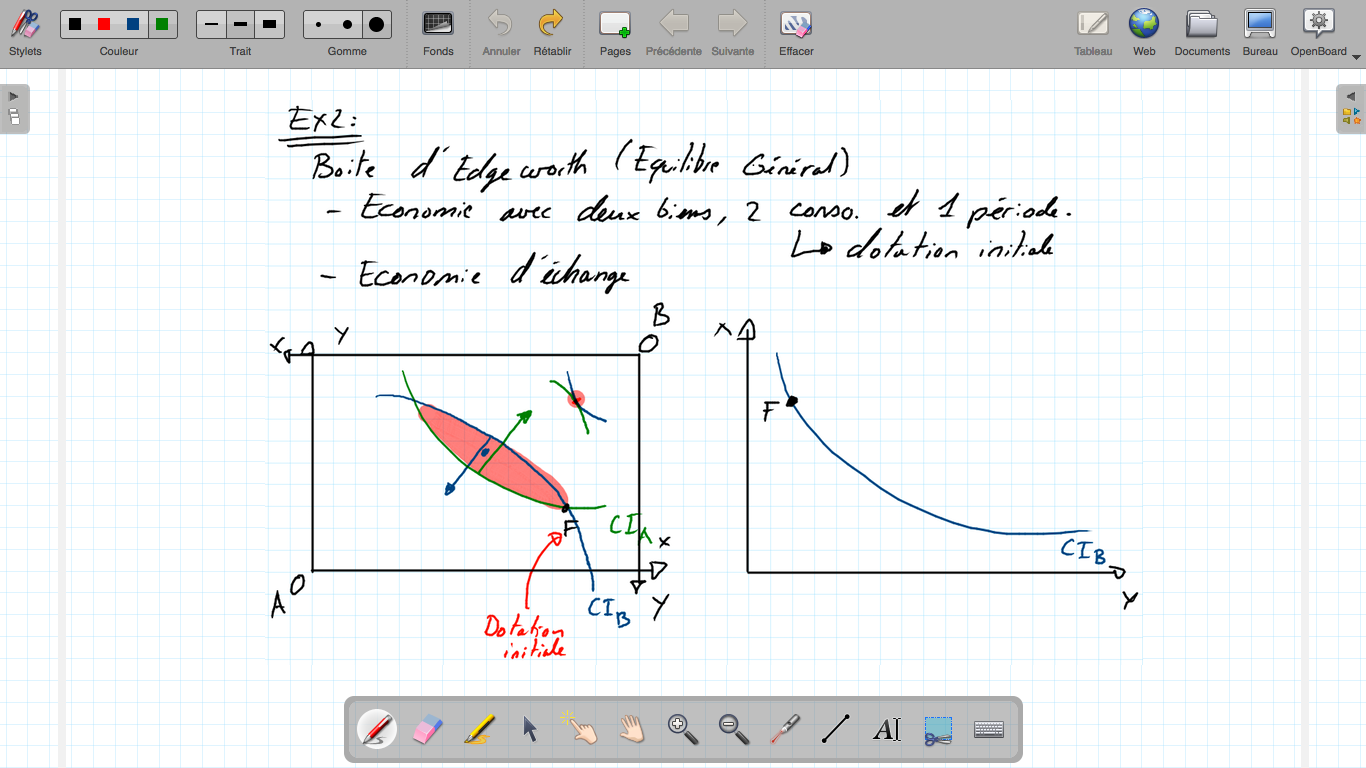 Stylets
Couleur
Trait
Gomme
Fonds
Annuler
Rétablir
Pages
Précédente
Suivante
Effacer
Tableau
Web
Documents
Bureau
OpenBoard
Ex2:
Boite d'Edgeworth (Equilibre Général)
- Economie avec deux biens, 2 conso. et 1 période.
↳ dotation initiale
- Economie d'échange
B
O
X
Y
X
F
F
CI_A
X
CI_B
O
A
CI_B
Y
Y
Dotation
initiale
A